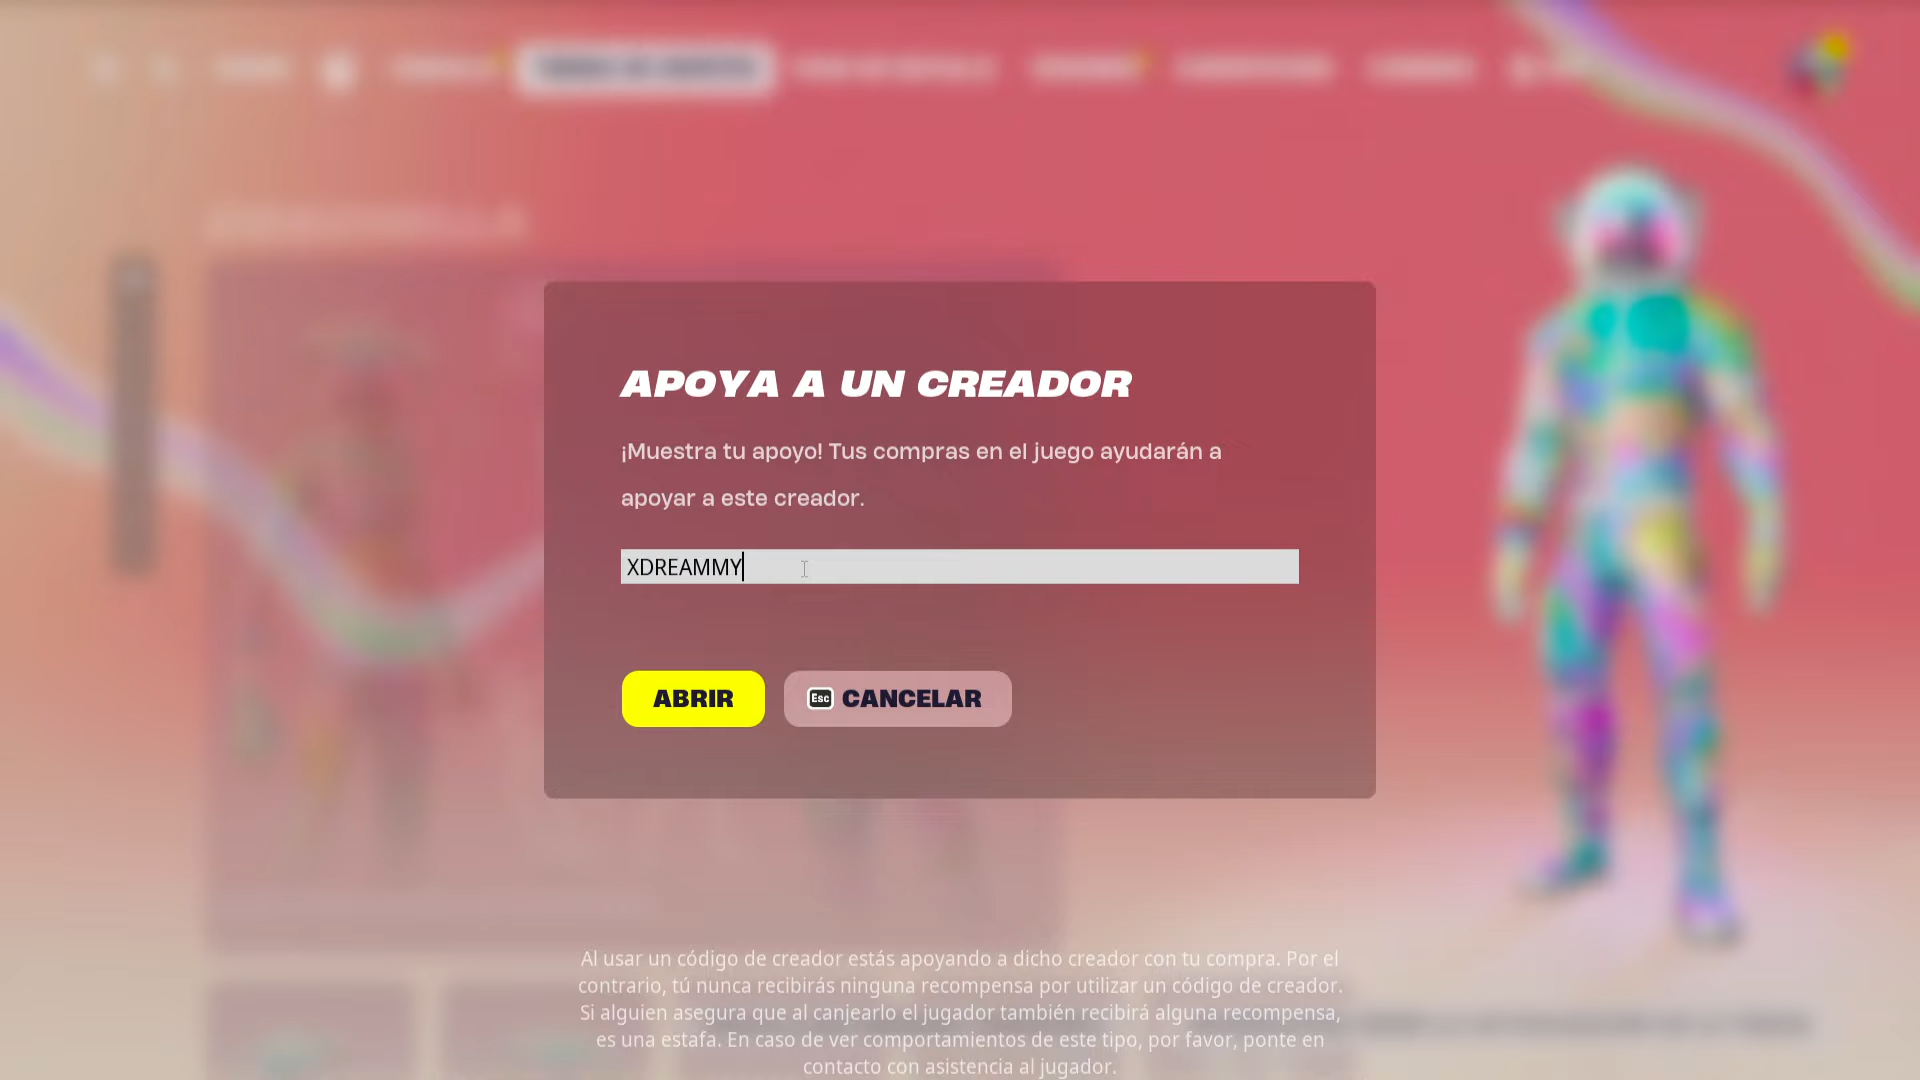 APOYA A UN CREADOR
¡Muestra tu apoyo! Tus compras en el juego ayudarán a
apoyar a este creador.
XDREAMMY
ABRIR
Esc CANCELAR
Al usar un código de creador estás apoyando a dicho creador con tu compra. Por el
contrario, tú nunca recibirás ninguna recompensa por utilizar un código de creador.
Si alguien asegura que al canjearlo el jugador también recibirá alguna recompensa,
es una estafa. En caso de ver comportamientos de este tipo, por favor, ponte en
contacto con asistencia al jugador.